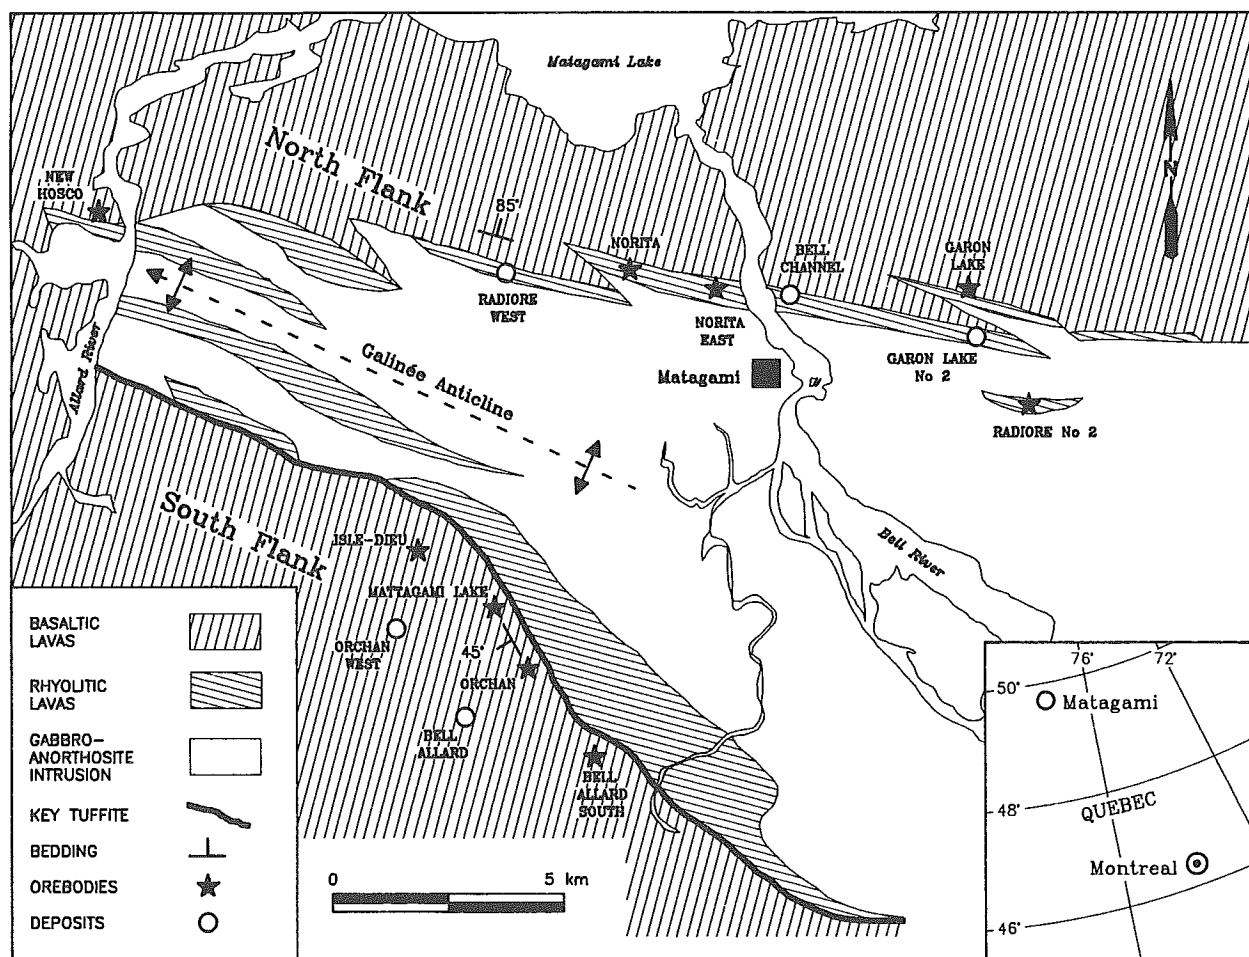 Matagami Lake
North Flank
N
NEW
HOSCO
85°
NORITA
BELL
CHANNEL
GARON
LAKE
RADIORE
WEST
NORITA
EAST
GARON LAKE
No 2
Matagami
RADIORE No 2
Allard River
Galinée Anticline
South Flank
ISLE-DIEU
MATTAGAMI LAKE
ORCHAN
WEST
45°
ORCHAN
BELL
ALLARD
BELL
ALLARD
SOUTH
Bell River
BASALTIC
LAVAS
RHYOLITIC
LAVAS
GABBRO-
ANORTHOSITE
INTRUSION
KEY TUFFITE
BEDDING
OREBODIES
DEPOSITS
0 5 km
76° 72°
50°
Matagami
48°
QUEBEC
Montreal
46°